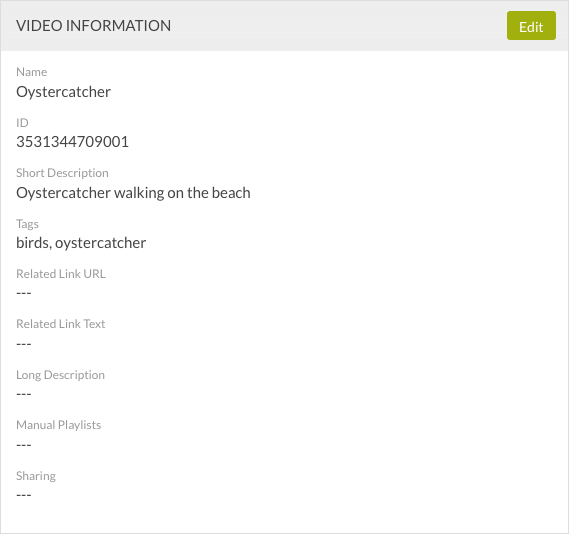 VIDEO INFORMATION
Edit
Name
Oystercatcher
ID
3531344709001
Short Description
Oystercatcher walking on the beach
Tags
birds, oystercatcher
Related Link URL
---
Related Link Text
---
Long Description
---
Manual Playlists
---
Sharing
---